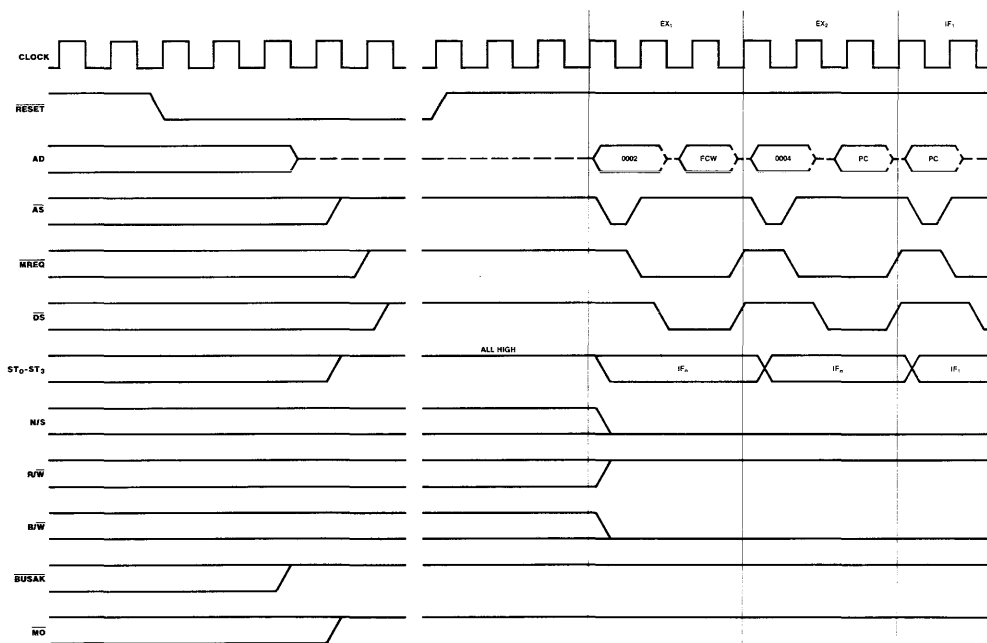 EX₁ EX₂ IF₁
CLOCK
RESET
AD 0002 FCW 0004 PC PC
AS
MREQ
DS
ALL HIGH
ST₀-ST₃ IFₙ IFₙ IF₁
N/S
R/W
B/W
BUSAK
MO